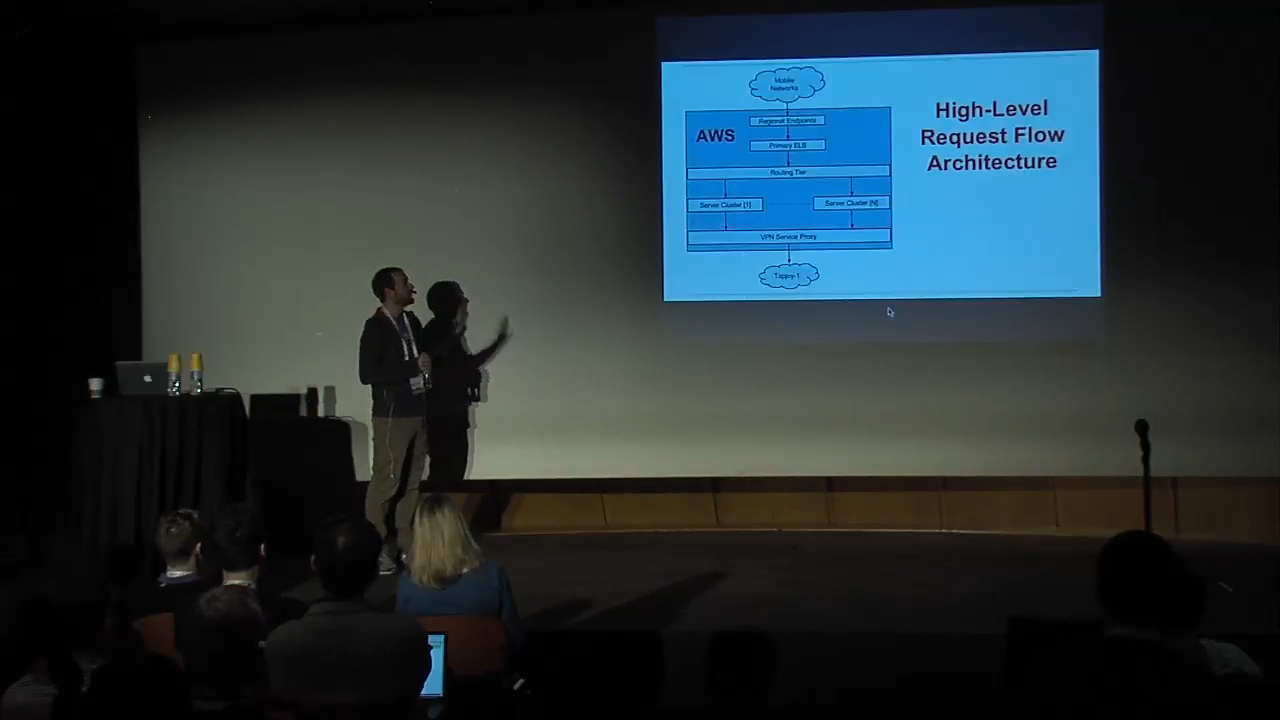 Mobile
Networks
AWS
Regional Endpoints
Primary ELB
Routing Tier
Server Cluster [1]
Server Cluster [N]
VPN Service Proxy
Tapjoy-1
High-Level
Request Flow
Architecture